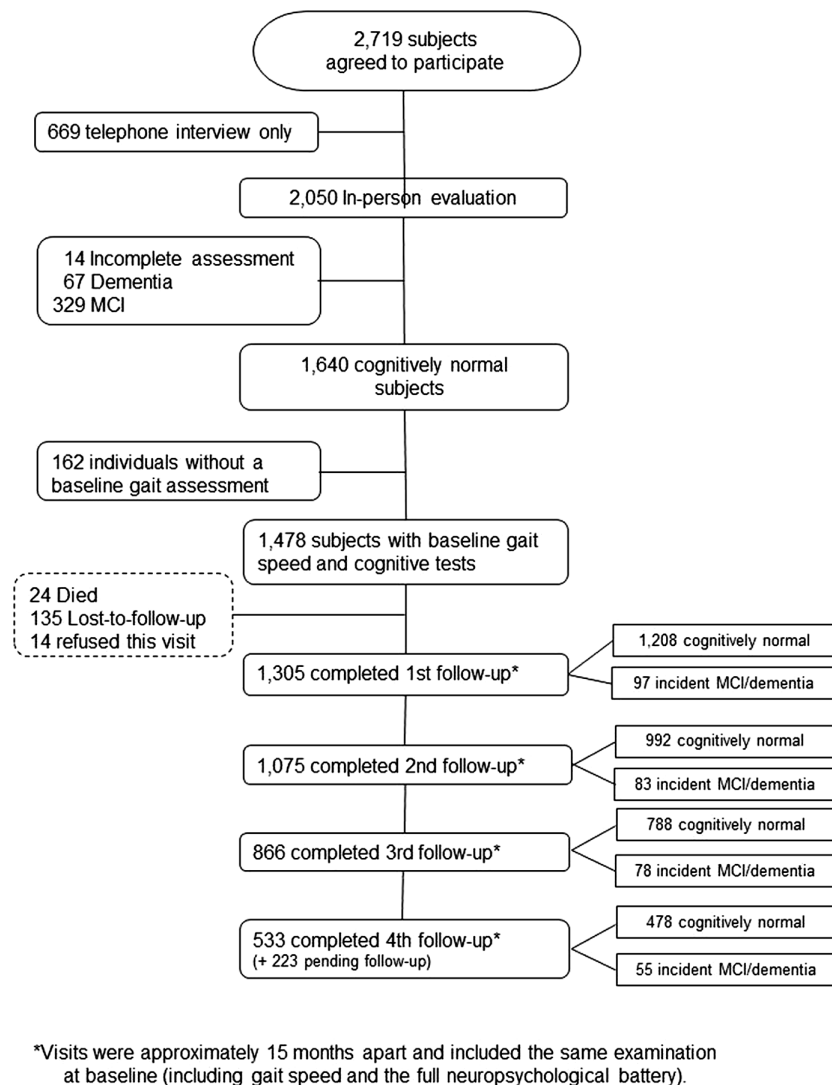 2,719 subjects
agreed to participate
669 telephone interview only
2,050 In-person evaluation
14 Incomplete assessment
67 Dementia
329 MCI
1,640 cognitively normal
subjects
162 individuals without a
baseline gait assessment
1,478 subjects with baseline gait
speed and cognitive tests
24 Died
135 Lost-to-follow-up
14 refused this visit
1,305 completed 1st follow-up*
1,208 cognitively normal
97 incident MCI/dementia
1,075 completed 2nd follow-up*
992 cognitively normal
83 incident MCI/dementia
866 completed 3rd follow-up*
788 cognitively normal
78 incident MCI/dementia
533 completed 4th follow-up*
(+ 223 pending follow-up)
478 cognitively normal
55 incident MCI/dementia
*Visits were approximately 15 months apart and included the same examination
at baseline (including gait speed and the full neuropsychological battery).